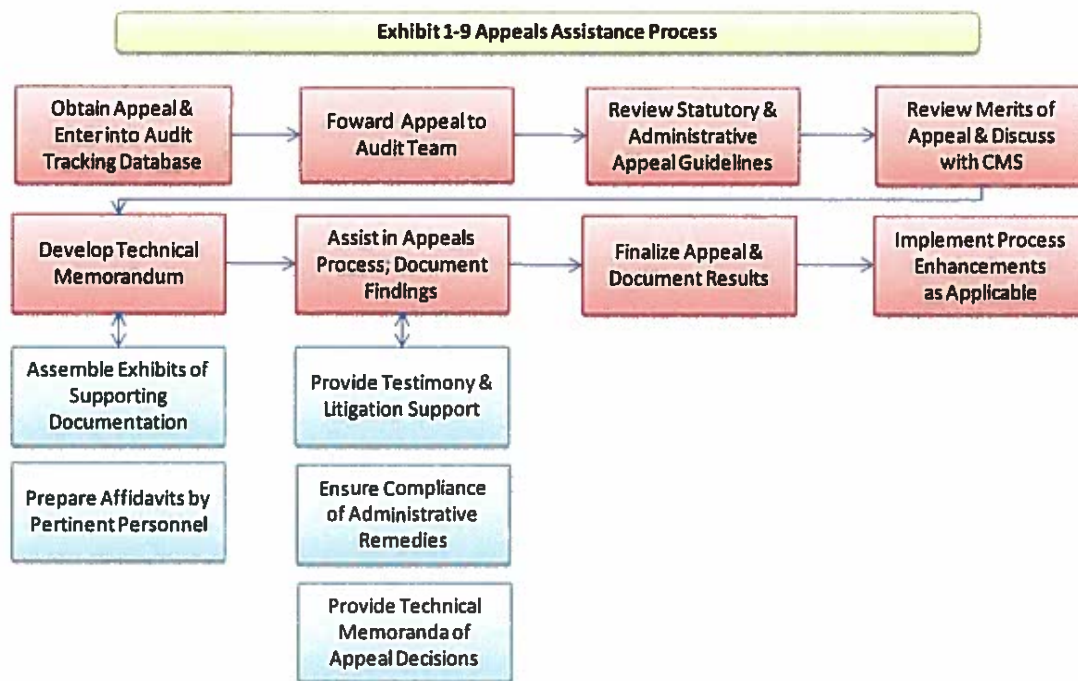 Exhibit 1-9 Appeals Assistance Process
Obtain Appeal &
Enter into Audit
Tracking Database
Foward Appeal to
Audit Team
Review Statutory &
Administrative
Appeal Guidelines
Review Merits of
Appeal & Discuss
with CMS
Develop Technical
Memorandum
Assist in Appeals
Process; Document
Findings
Finalize Appeal &
Document Results
Implement Process
Enhancements
as Applicable
Assemble Exhibits of
Supporting
Documentation
Provide Testimony &
Litigation Support
Prepare Affidavits by
Pertinent Personnel
Ensure Compliance
of Administrative
Remedies
Provide Technical
Memoranda of
Appeal Decisions